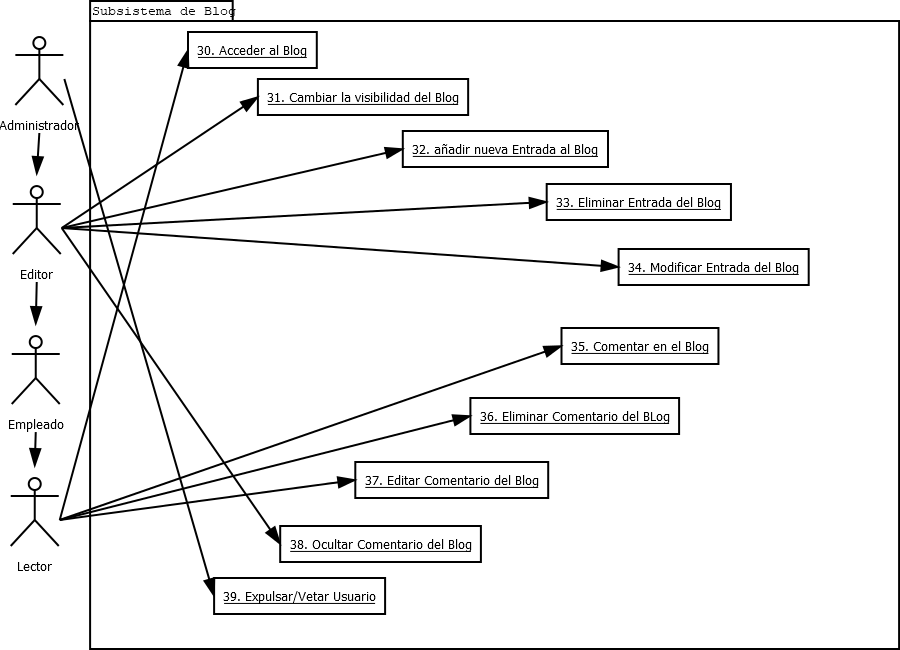 Subsistema de Blog
30. Acceder al Blog
31. Cambiar la visibilidad del Blog
Administrador
32. añadir nueva Entrada al Blog
33. Eliminar Entrada del Blog
Editor
34. Modificar Entrada del Blog
35. Comentar en el Blog
36. Eliminar Comentario del BLog
Empleado
37. Editar Comentario del Blog
38. Ocultar Comentario del Blog
Lector
39. Expulsar/Vetar Usuario